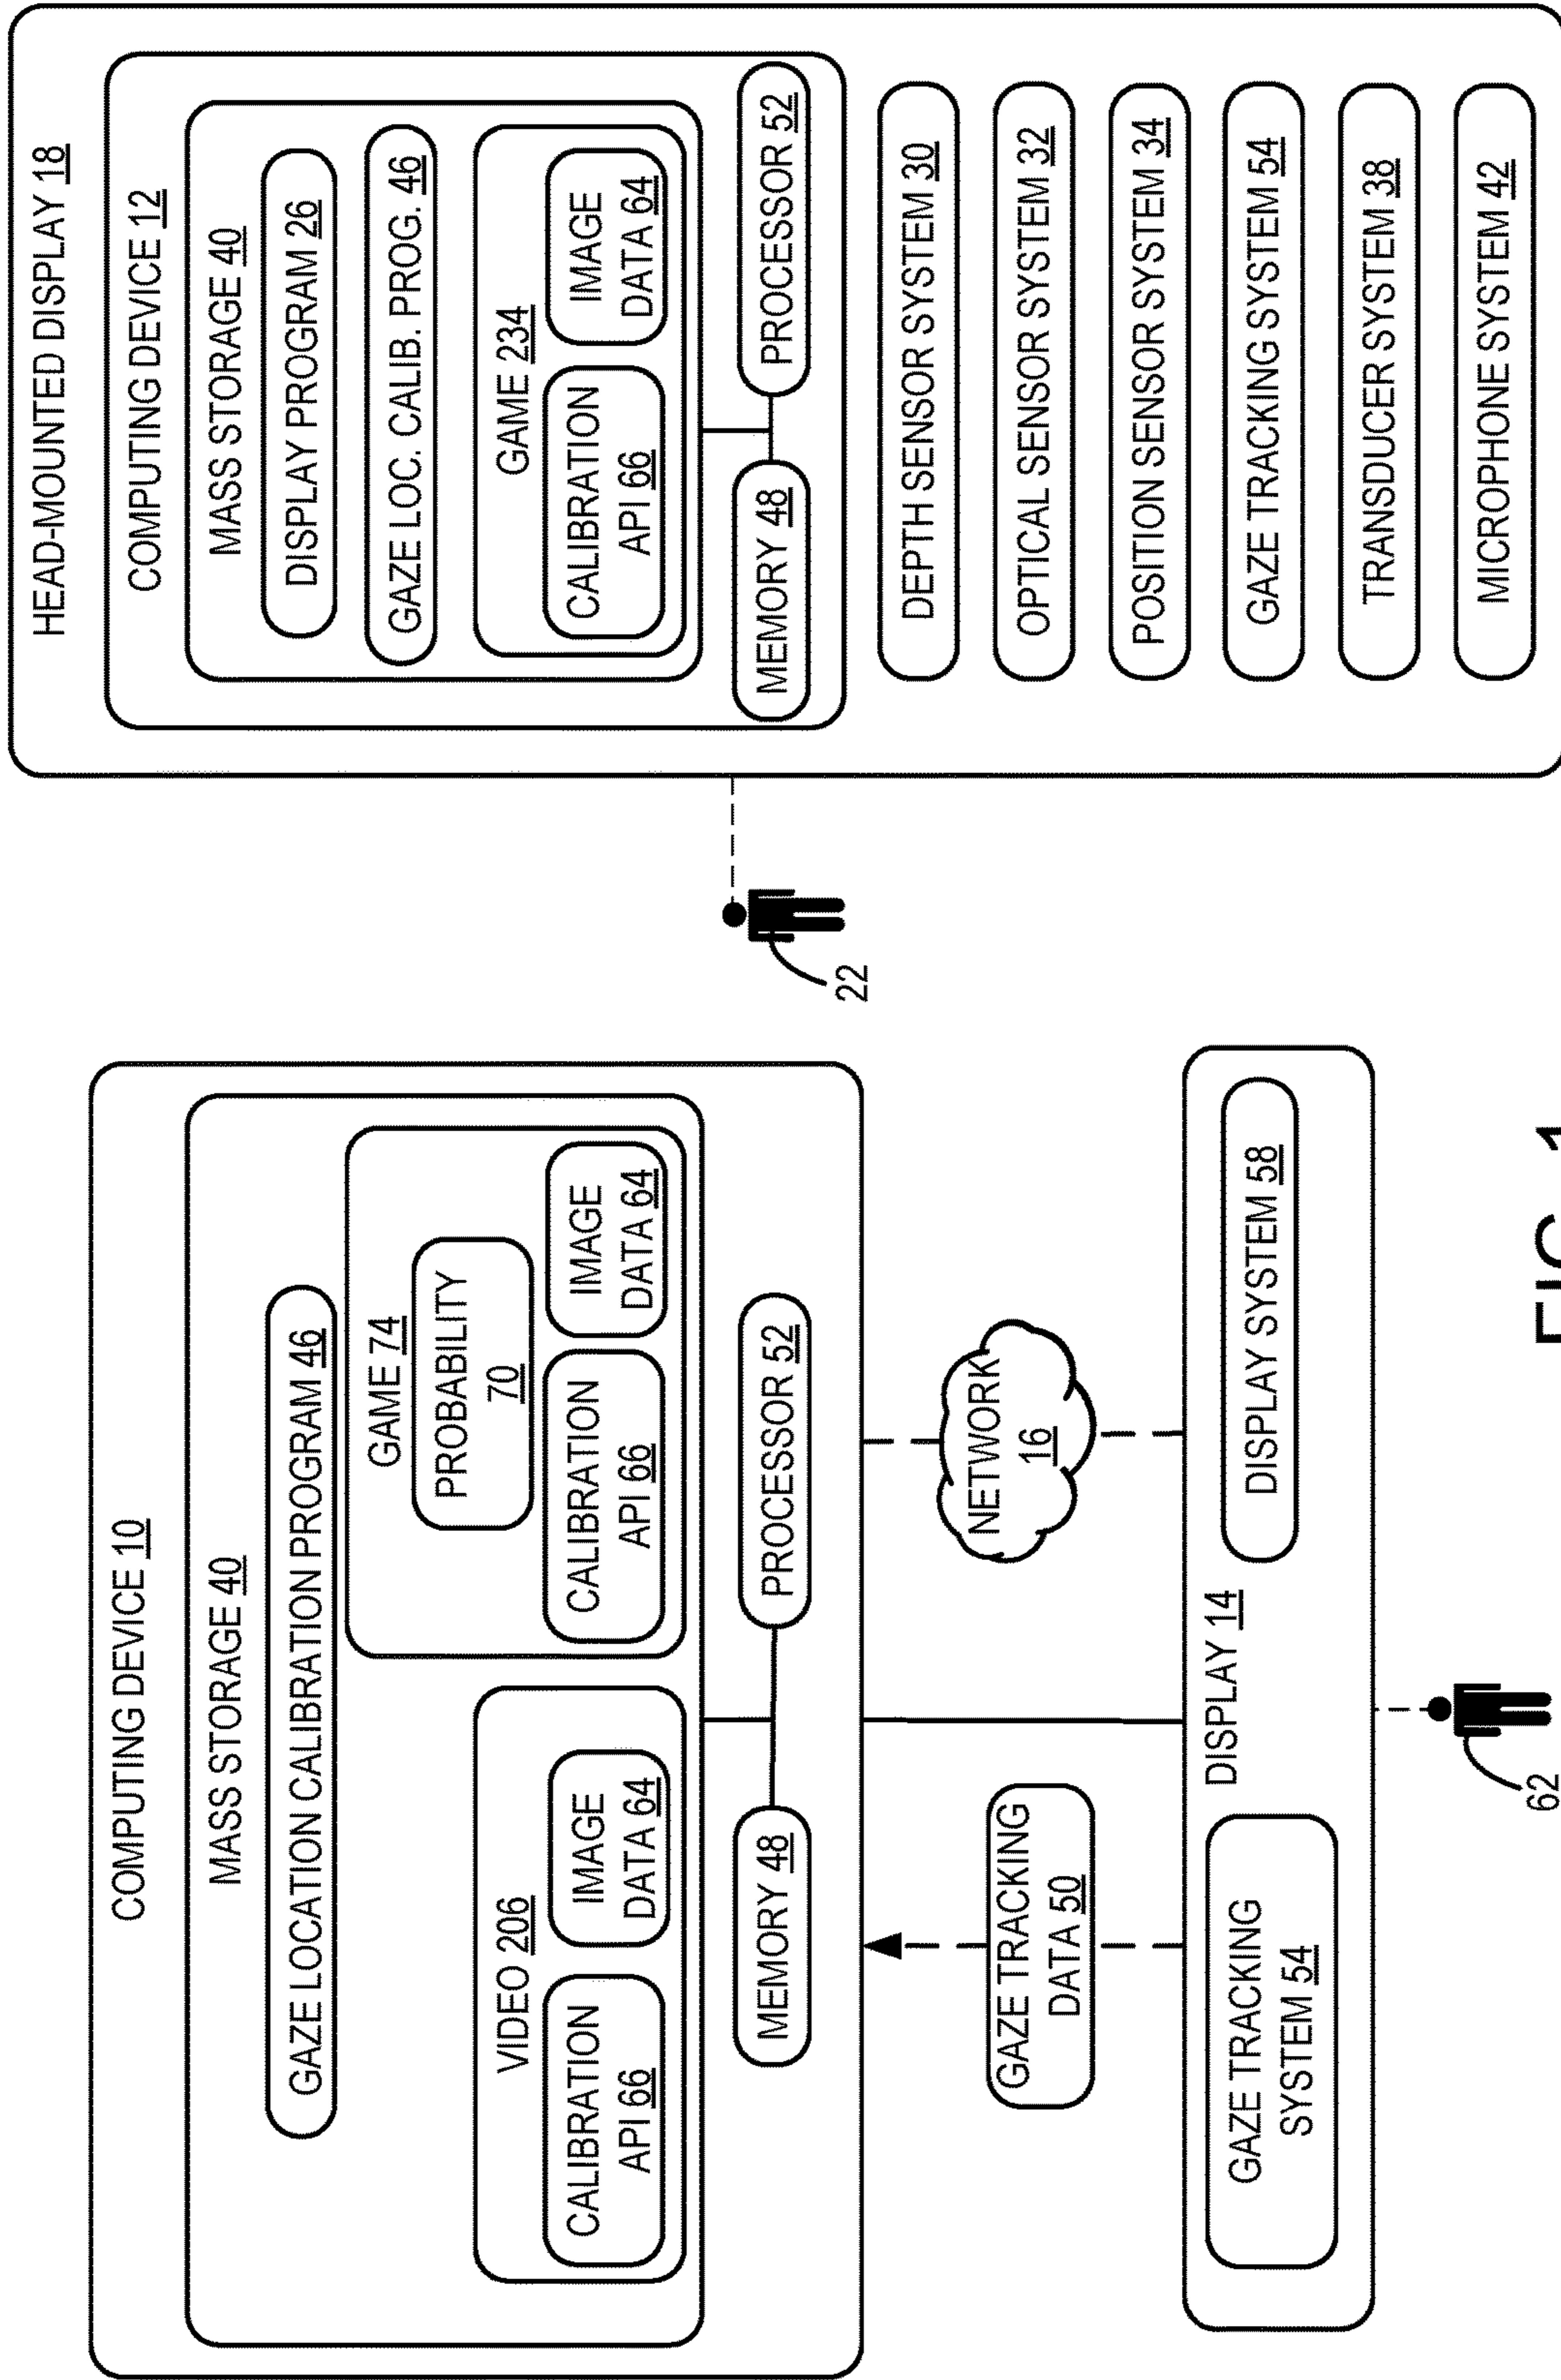 COMPUTING DEVICE 10
MASS STORAGE 40
GAZE LOCATION CALIBRATION PROGRAM 46
VIDEO 206
CALIBRATION
API 66
IMAGE
DATA 64
GAME 74
PROBABILITY
70
CALIBRATION
API 66
IMAGE
DATA 64
MEMORY 48
PROCESSOR 52
GAZE TRACKING
DATA 50
NETWORK
16
DISPLAY 14
GAZE TRACKING
SYSTEM 54
DISPLAY SYSTEM 58
62
22
HEAD-MOUNTED DISPLAY 18
COMPUTING DEVICE 12
MASS STORAGE 40
DISPLAY PROGRAM 26
GAZE LOC. CALIB. PROG. 46
GAME 234
CALIBRATION
API 66
IMAGE
DATA 64
MEMORY 48
PROCESSOR 52
DEPTH SENSOR SYSTEM 30
OPTICAL SENSOR SYSTEM 32
POSITION SENSOR SYSTEM 34
GAZE TRACKING SYSTEM 54
TRANSDUCER SYSTEM 38
MICROPHONE SYSTEM 42